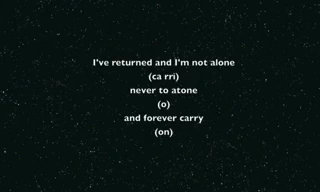 I've returned and I'm not alone
(ca rri)
never to atone
(o)
and forever carry
(on)